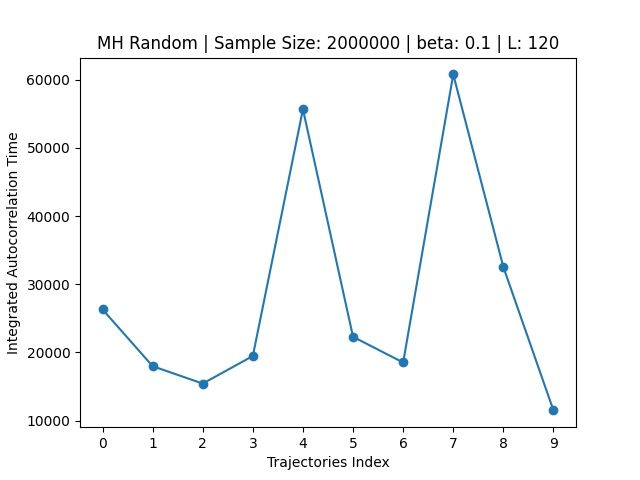 MH Random | Sample Size: 2000000 | beta: 0.1 | L: 120
60000
50000
40000
30000
20000
10000
Integrated Autocorrelation Time
0 1 2 3 4 5 6 7 8 9
Trajectories Index